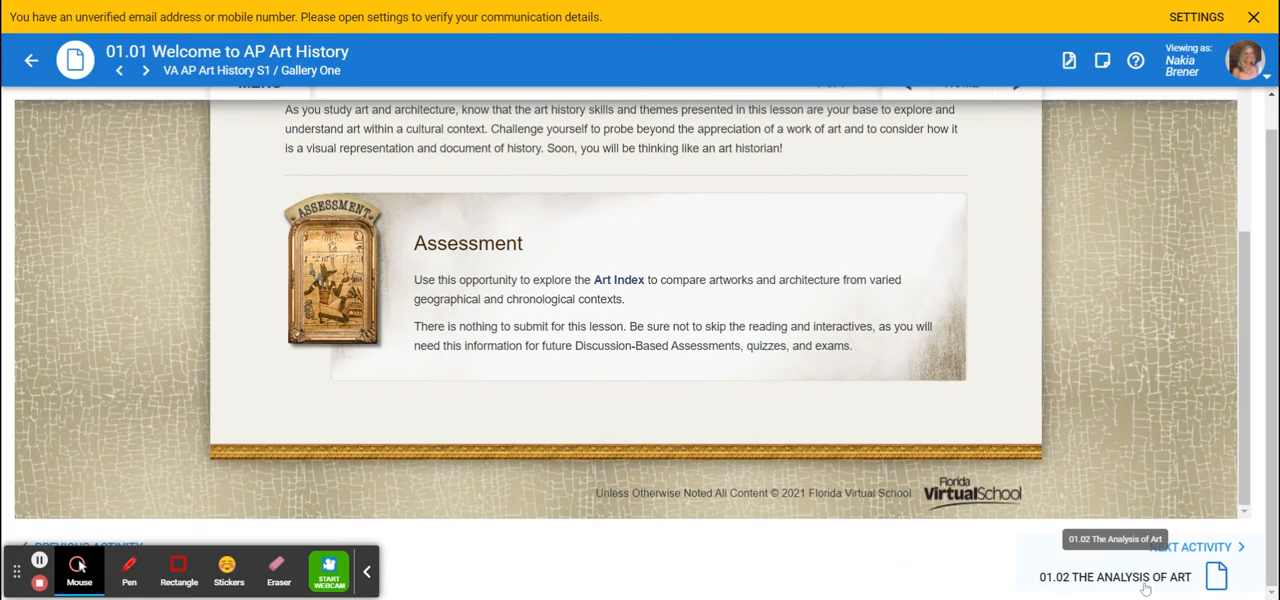 You have an unverified email address or mobile number. Please open settings to verify your communication details.
SETTINGS
01.01 Welcome to AP Art History
VA AP Art History S1 / Gallery One
Viewing as:
Nakia
Brener
As you study art and architecture, know that the art history skills and themes presented in this lesson are your base to explore and
understand art within a cultural context. Challenge yourself to probe beyond the appreciation of a work of art and to consider how it
is a visual representation and document of history. Soon, you will be thinking like an art historian!
ASSESSMENT
Assessment
Use this opportunity to explore the Art Index to compare artworks and architecture from varied
geographical and chronological contexts.
There is nothing to submit for this lesson. Be sure not to skip the reading and interactives, as you will
need this information for future Discussion-Based Assessments, quizzes, and exams.
Unless Otherwise Noted All Content © 2021 Florida Virtual School
Florida
VirtualSchool
01.02 The Analysis of Art
PREVIOUS ACTIVITY
NEXT ACTIVITY
01.02 THE ANALYSIS OF ART
Mouse
Pen
Rectangle
Stickers
Eraser
START
WEBCAM